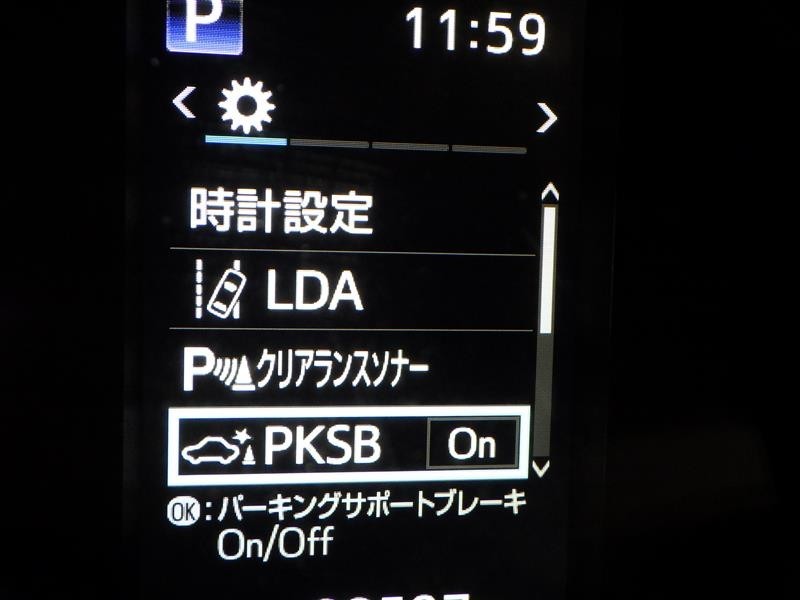 P
11:59
時計設定
LDA
Pクリアランスソナー
PKSB On
OK:パーキングサポートブレーキ
On/Off